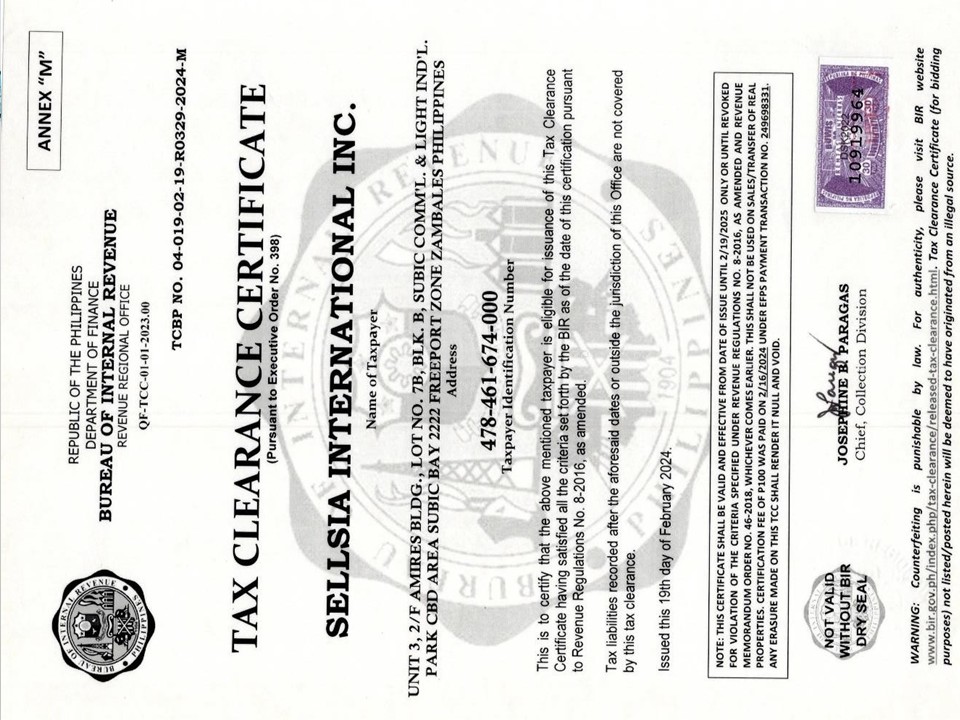 ANNEX “M”
BUREAU OF INTERNAL REVENUE
PHILIPPINES
REPUBLIC OF THE PHILIPPINES
DEPARTMENT OF FINANCE
BUREAU OF INTERNAL REVENUE
REVENUE REGIONAL OFFICE
QF-TCC-01-01-2023.00
TCBP NO. 04-019-02-19-R0329-2024-M
TAX CLEARANCE CERTIFICATE
(Pursuant to Executive Order No. 398)
SELLSIA INTERNATIONAL INC.
Name of Taxpayer
UNIT 3, 2/F AMIRES BLDG., LOT NO. 7B, BLK. B, SUBIC COMM'L. & LIGHT IND'L.
PARK CBD AREA SUBIC BAY 2222 FREEPORT ZONE ZAMBALES PHILIPPINES
Address
478-461-674-000
Taxpayer Identification Number
This is to certify that the above mentioned taxpayer is eligible for issuance of this Tax Clearance
Certificate having satisfied all the criteria set forth by the BIR as of the date of this certification pursuant
to Revenue Regulations No. 8-2016, as amended.
Tax liabilities recorded after the aforesaid dates or outside the jurisdiction of this Office are not covered
by this tax clearance.
Issued this 19th day of February 2024.
BUREAU OF INTERNAL REVENUE
1904
PHILIPPINES
NOTE: THIS CERTIFICATE SHALL BE VALID AND EFFECTIVE FROM DATE OF ISSUE UNTIL 2/19/2025 ONLY OR UNTIL REVOKED
FOR VIOLATION OF THE CRITERIA SPECIFIED UNDER REVENUE REGULATIONS NO. 8-2016, AS AMENDED AND REVENUE
MEMORANDUM ORDER NO. 46-2018, WHICHEVER COMES EARLIER. THIS SHALL NOT BE USED ON SALES/TRANSFER OF REAL
PROPERTIES. CERTIFICATION FEE OF P100 WAS PAID ON 2/16/2024 UNDER EFPS PAYMENT TRANSACTION NO. 249698331.
ANY ERASURE MADE ON THIS TCC SHALL RENDER IT NULL AND VOID.
NOT VALID
WITHOUT BIR
DRY SEAL
JOSEPHINE B. PARAGAS
Chief, Collection Division
BUWIS
DSK2022
10919964
30
WARNING: Counterfeiting is punishable by law. For authenticity, please visit BIR website
www.bir.gov.ph/index.php/tax-clearance/released-tax-clearance.html. Tax Clearance Certificate (for bidding
purposes) not listed/posted herein will be deemed to have originated from an illegal source.